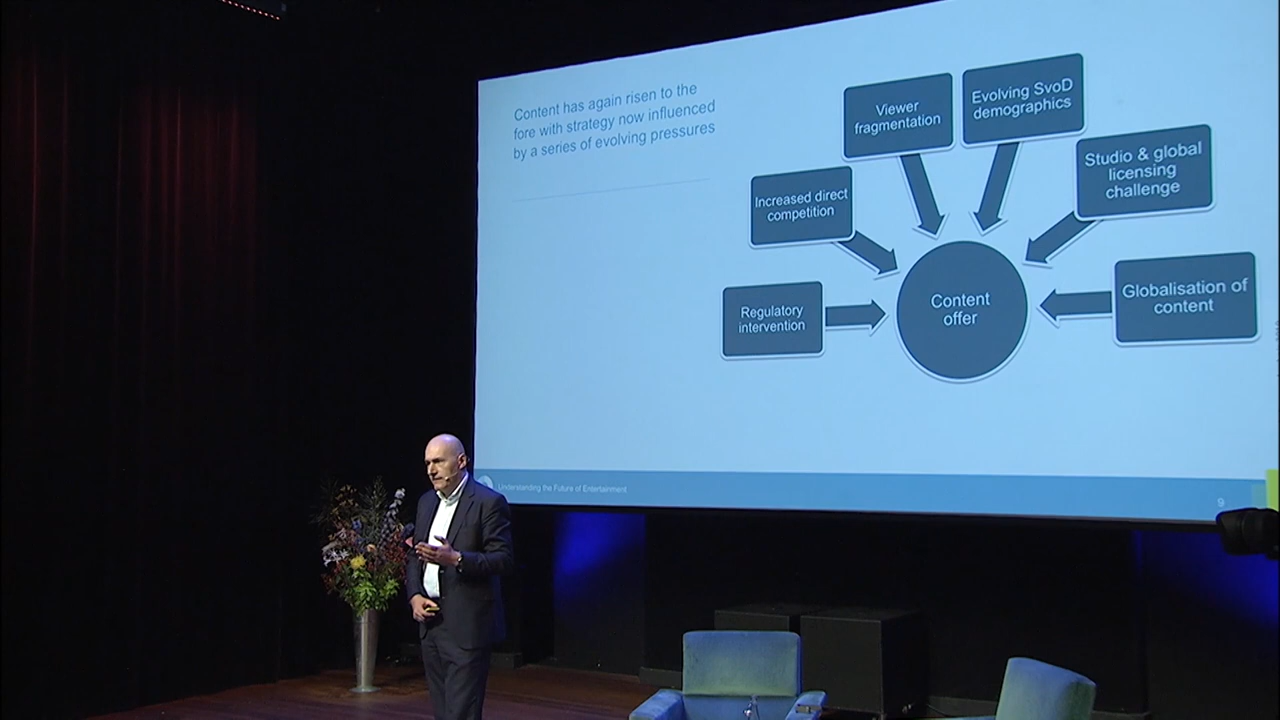 Content has again risen to the
fore with strategy now influenced
by a series of evolving pressures
Viewer
fragmentation
Evolving SvoD
demographics
Increased direct
competition
Studio & global
licensing
challenge
Regulatory
intervention
Content
offer
Globalisation of
content
Understanding the Future of Entertainment
9